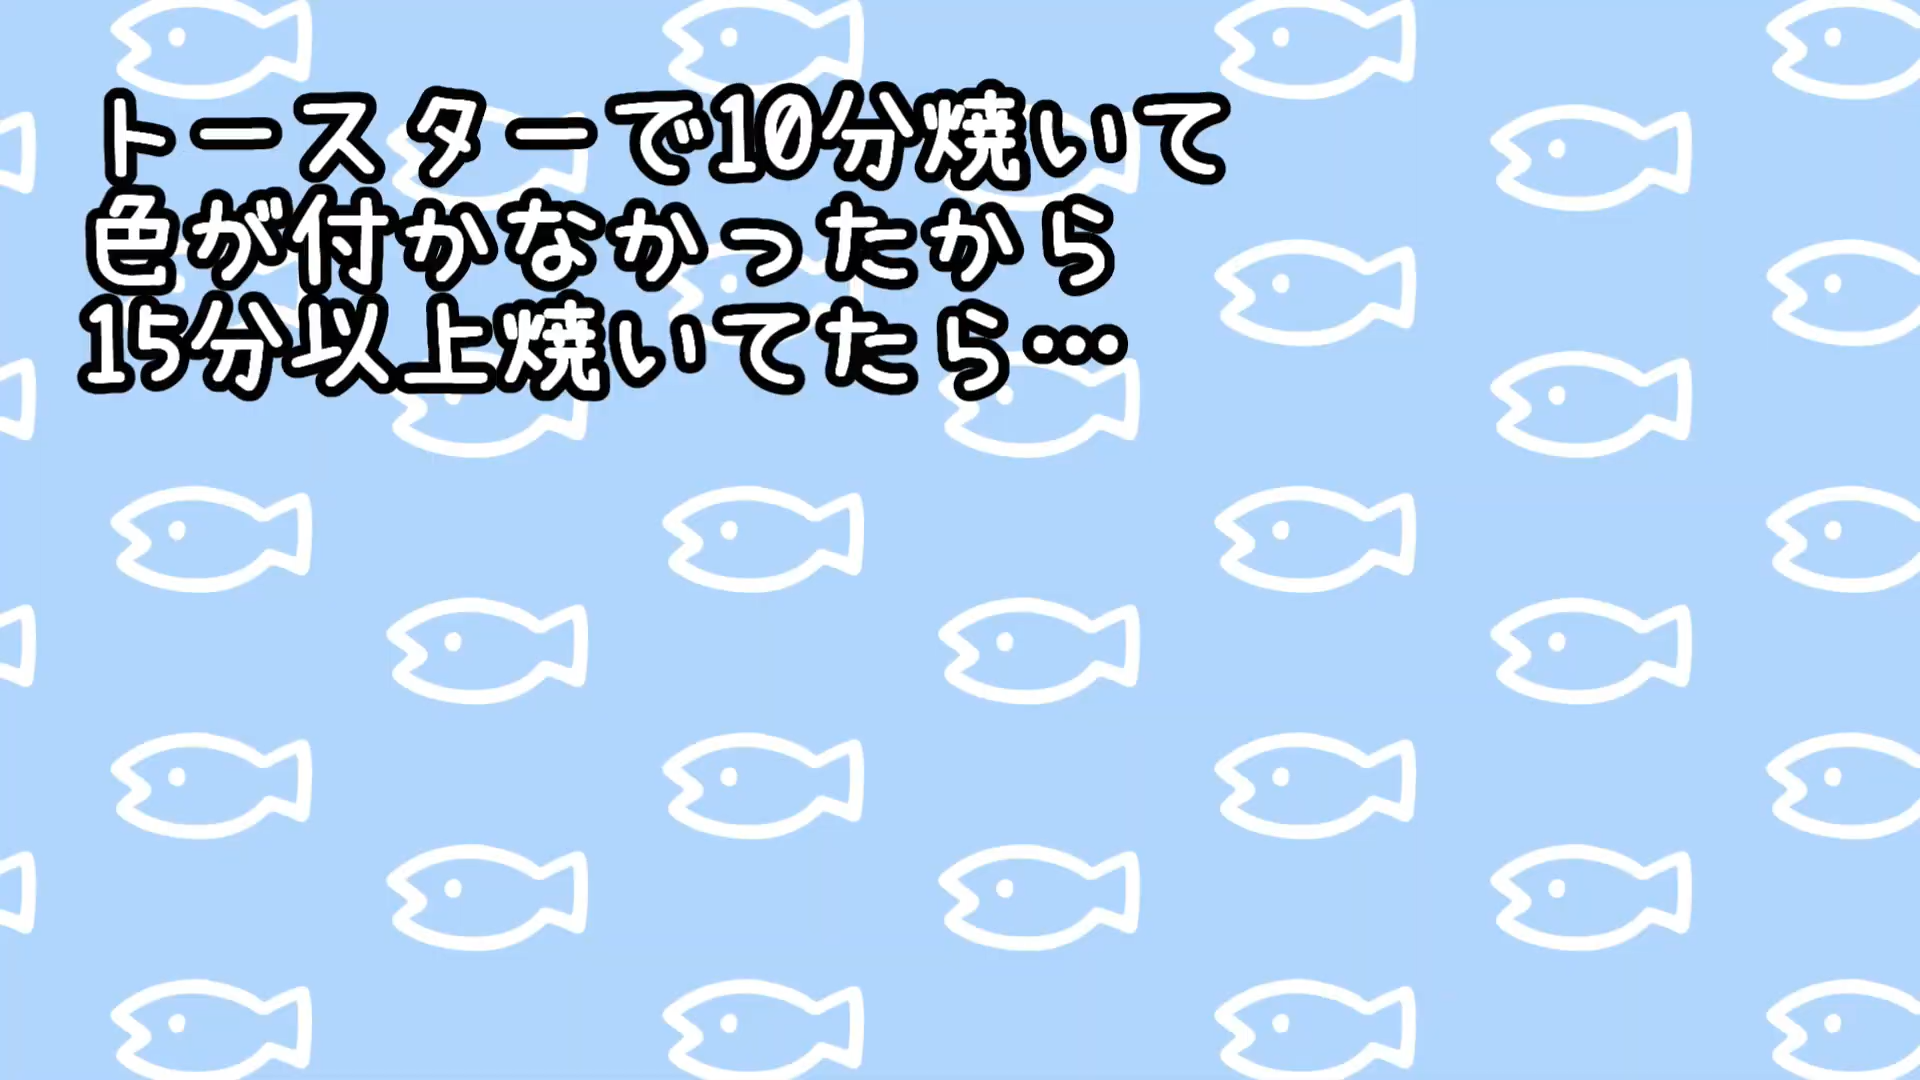 トースターで10分焼いて
色が付かなかったから
15分以上焼いてたら…